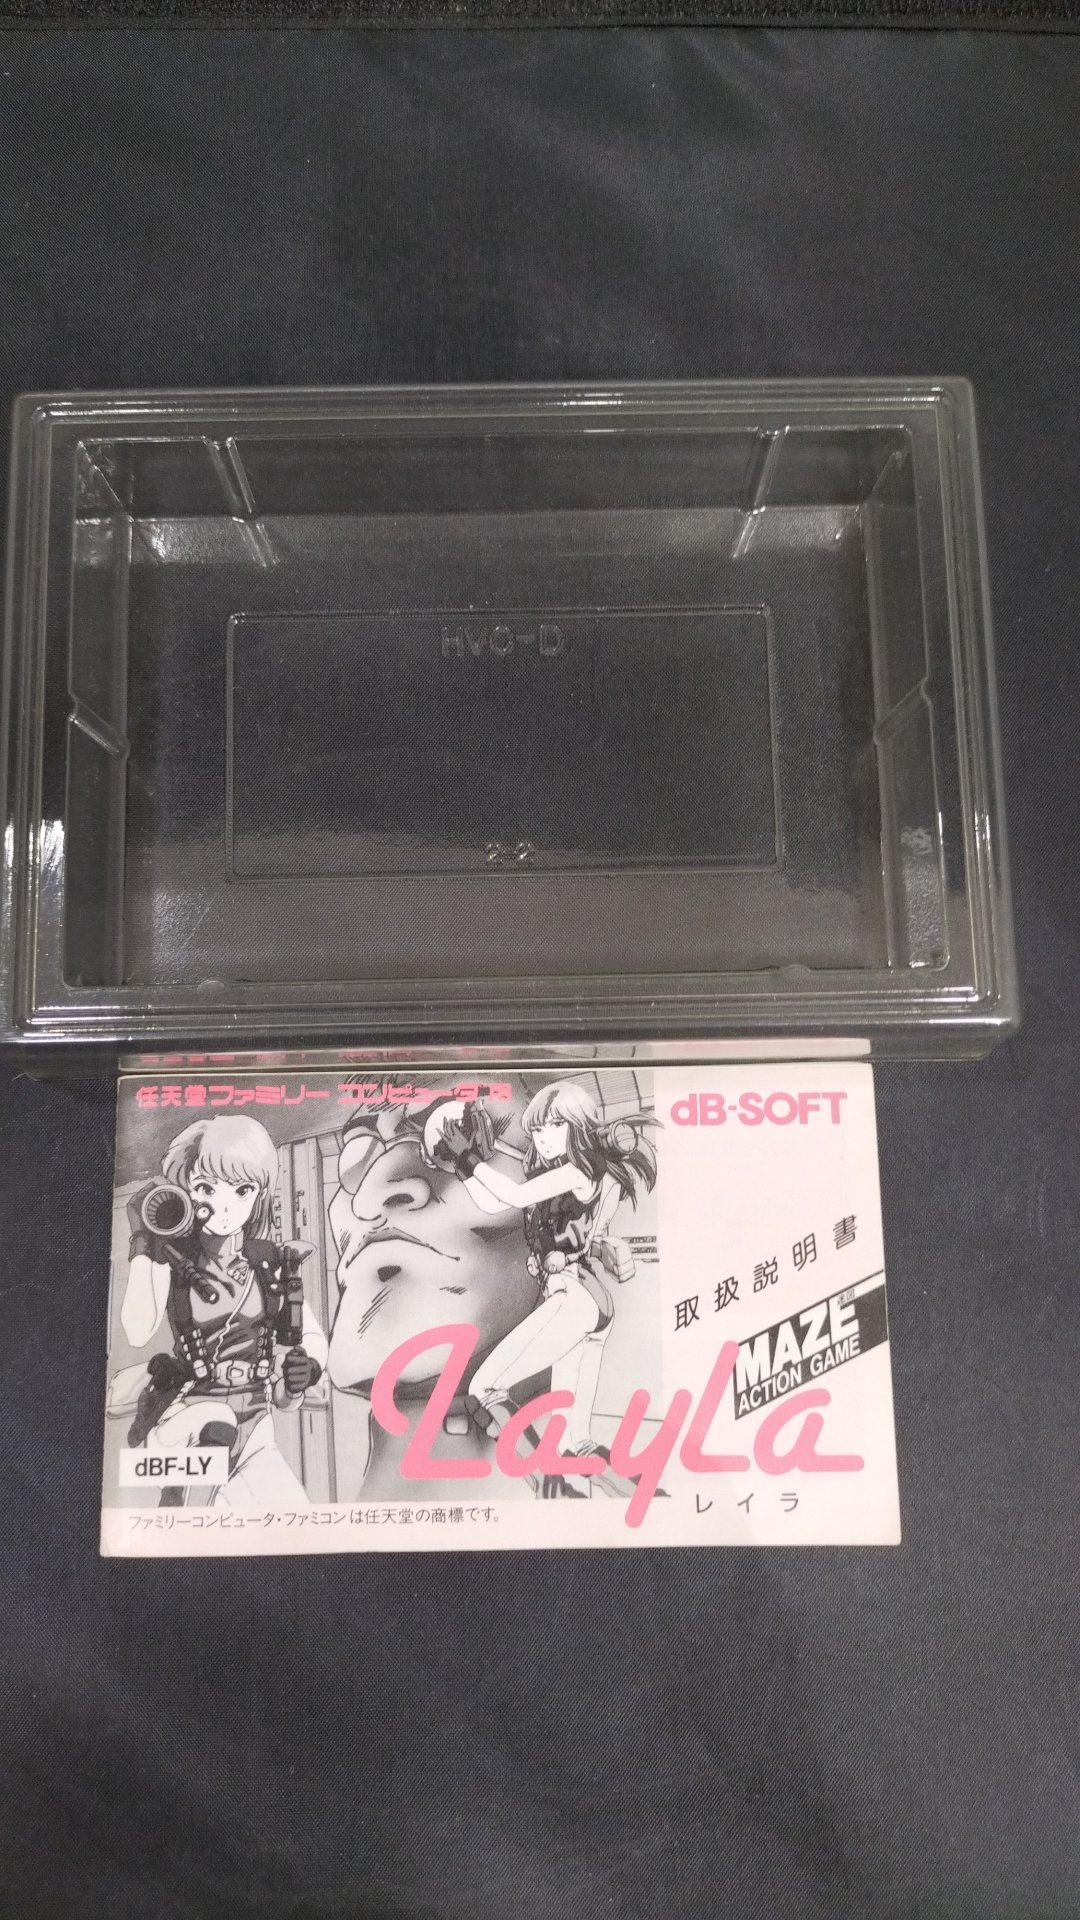 HVC-D
2-2
任天堂ファミリーコンピュータ用
dB-SOFT
取扱説明書
迷図
MAZE
ACTION GAME
Layla
レイラ
dBF-LY
ファミリーコンピュータ・ファミコンは任天堂の商標です。